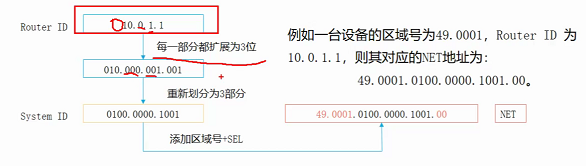 Router ID
10.0.1.1
每一部分都扩展为3位
010.000.001.001
重新划分为3部分
System ID
0100.0000.1001
添加区域号+SEL
例如一台设备的区域号为49.0001，Router ID 为
10.0.1.1，则其对应的NET地址为：
49.0001.0100.0000.1001.00。
49.0001.0100.0000.1001.00
NET